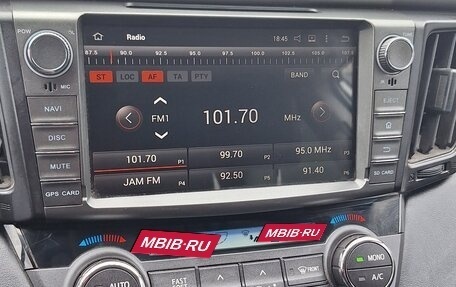 Radio
18:45
87.5 90.0 92.5 95.0 97.5 100.0 102.5 105.0 107.5
POW
MIC
ST LOC AF TA PTY BAND
NAVI
DISC
MUTE
GPS CARD
FM1 101.70 MHz
EJECT
SD CARD
101.70 P1 99.70 P2 95.0 MHz P3
JAM FM P4 92.50 P5 91.40 P6
MBIB·RU MBIB·RU
AUTO
FAST
SOFT
FRONT
MONO
A/C